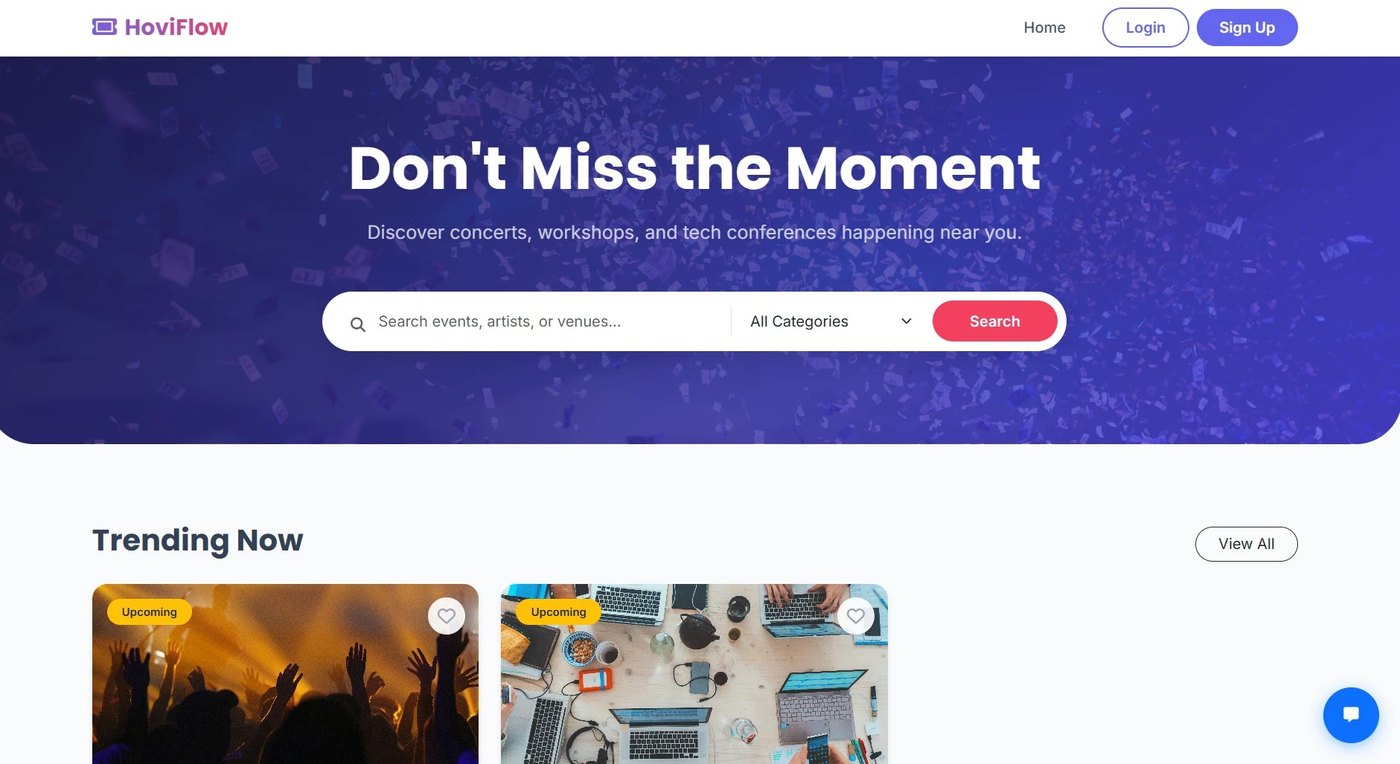 HoviFlow
Home
Login
Sign Up
Don't Miss the Moment
Discover concerts, workshops, and tech conferences happening near you.
Search events, artists, or venues...
All Categories
Search
Trending Now
View All
Upcoming
Upcoming